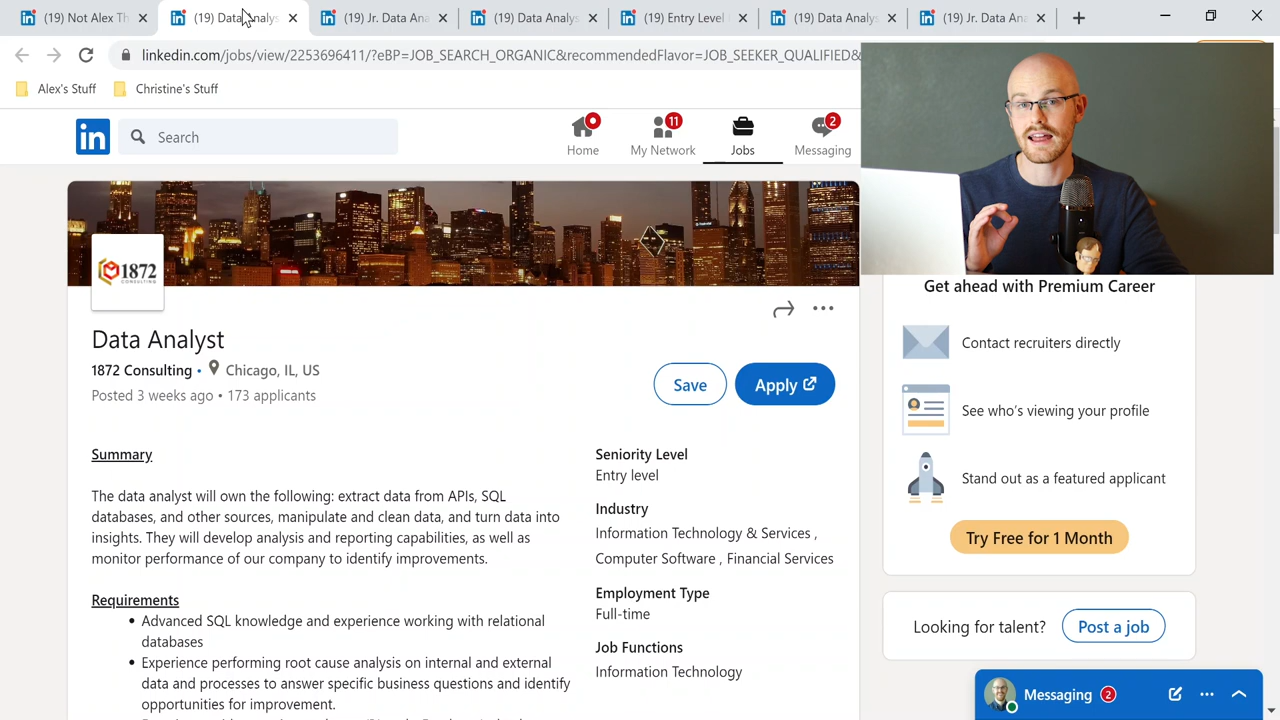 (19) Not Alex Th
(19) Data Analys
(19) Jr. Data Ana
(19) Data Analys
(19) Entry Level
(19) Data Analys
(19) Jr. Data Ana
linkedin.com/jobs/view/2253696411/?eBP=JOB_SEARCH_ORGANIC&recommendedFlavor=JOB_SEEKER_QUALIFIED&
Alex's Stuff
Christine's Stuff
in
Search
Home
11
My Network
Jobs
2
Messaging
1872
CONSULTING
Data Analyst
1872 Consulting • Chicago, IL, US
Posted 3 weeks ago • 173 applicants
Save
Apply
Summary
The data analyst will own the following: extract data from APIs, SQL
databases, and other sources, manipulate and clean data, and turn data into
insights. They will develop analysis and reporting capabilities, as well as
monitor performance of our company to identify improvements.
Requirements
• Advanced SQL knowledge and experience working with relational
databases
• Experience performing root cause analysis on internal and external
data and processes to answer specific business questions and identify
opportunities for improvement.
Seniority Level
Entry level
Industry
Information Technology & Services ,
Computer Software , Financial Services
Employment Type
Full-time
Job Functions
Information Technology
Get ahead with Premium Career
Contact recruiters directly
See who's viewing your profile
Stand out as a featured applicant
Try Free for 1 Month
Looking for talent?
Post a job
Messaging 2